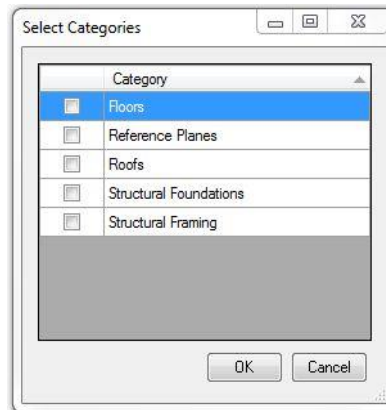 Select Categories
Category
Floors
Reference Planes
Roofs
Structural Foundations
Structural Framing
OK Cancel